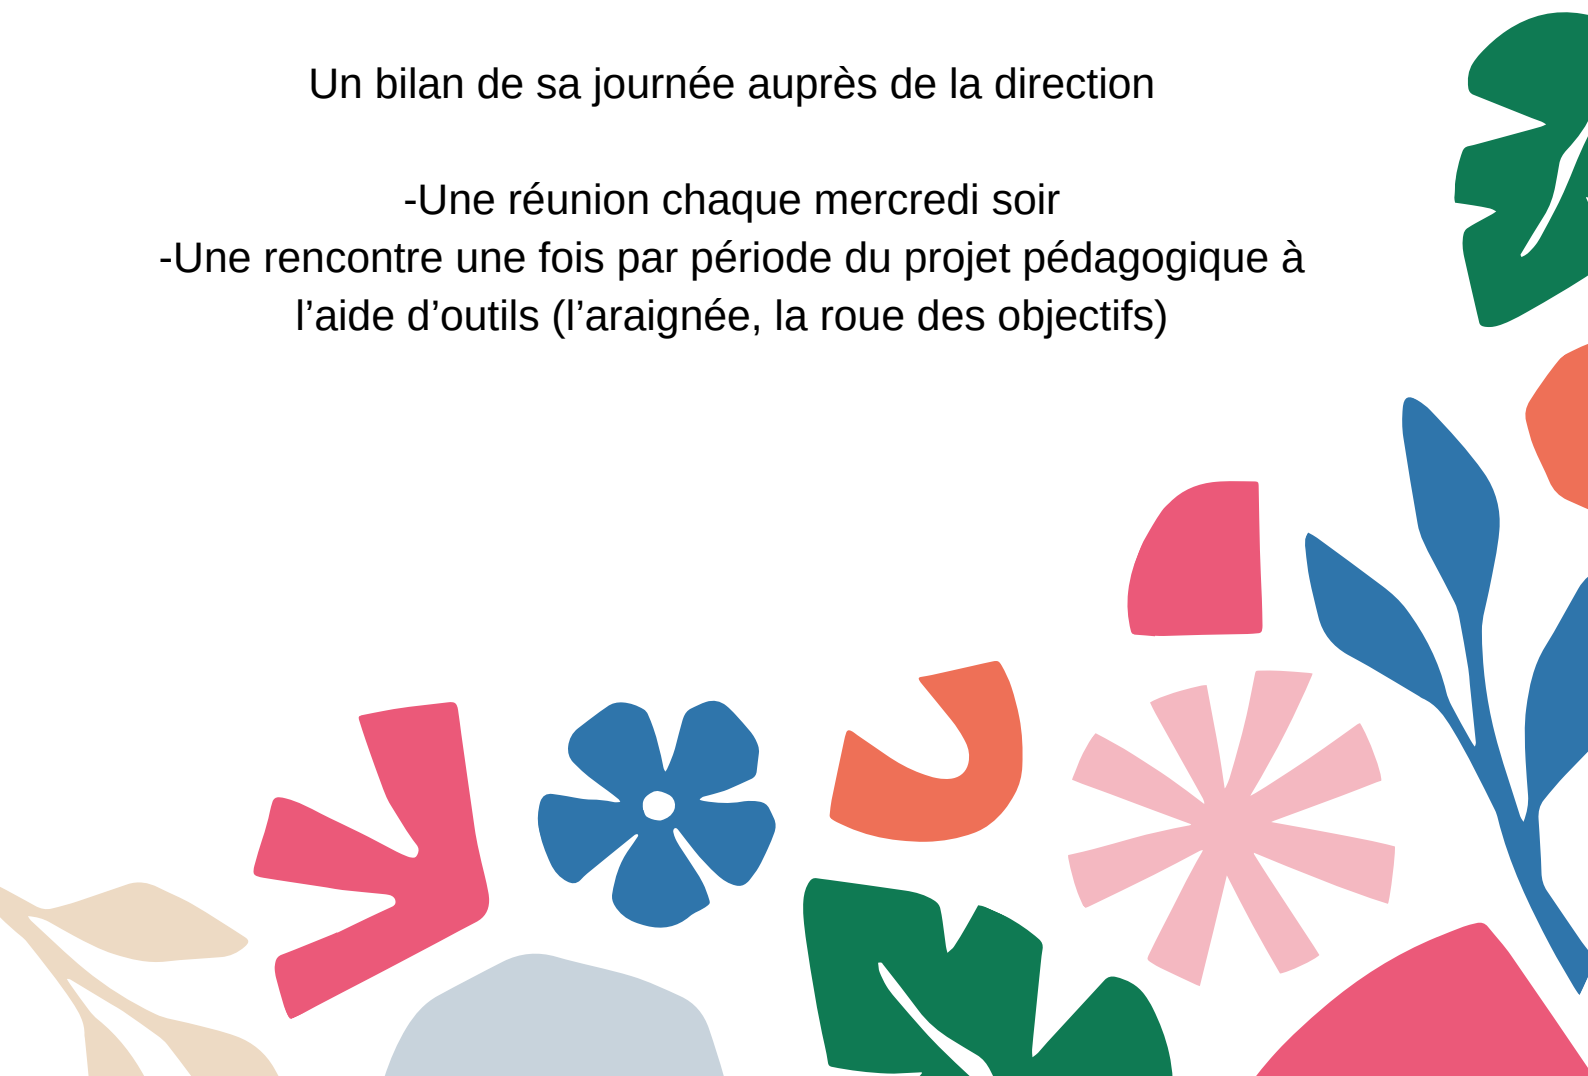 Un bilan de sa journée auprès de la direction
-Une réunion chaque mercredi soir
-Une rencontre une fois par période du projet pédagogique à
l’aide d’outils (l’araignée, la roue des objectifs)